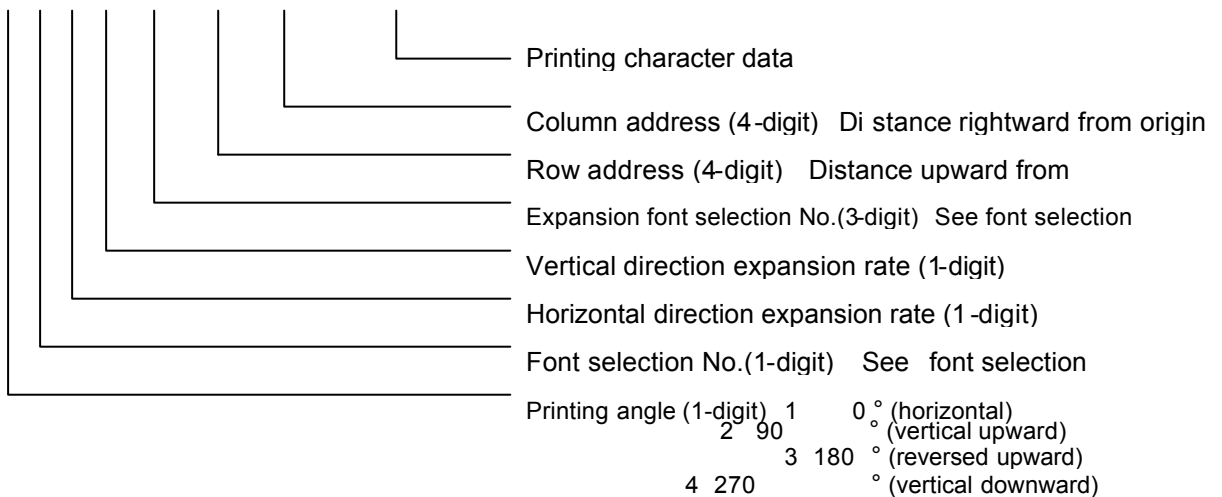 Printing character data
Column address (4-digit) Di stance rightward from origin
Row address (4-digit) Distance upward from
Expansion font selection No.(3-digit) See font selection
Vertical direction expansion rate (1-digit)
Horizontal direction expansion rate (1-digit)
Font selection No.(1-digit) See font selection
Printing angle (1-digit) 1 0 ° (horizontal)
2 90 ° (vertical upward)
3 180 ° (reversed upward)
4 270 ° (vertical downward)